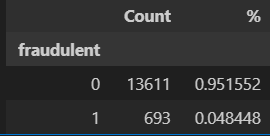 Count %
fraudulent
0 13611 0.951552
1 693 0.048448